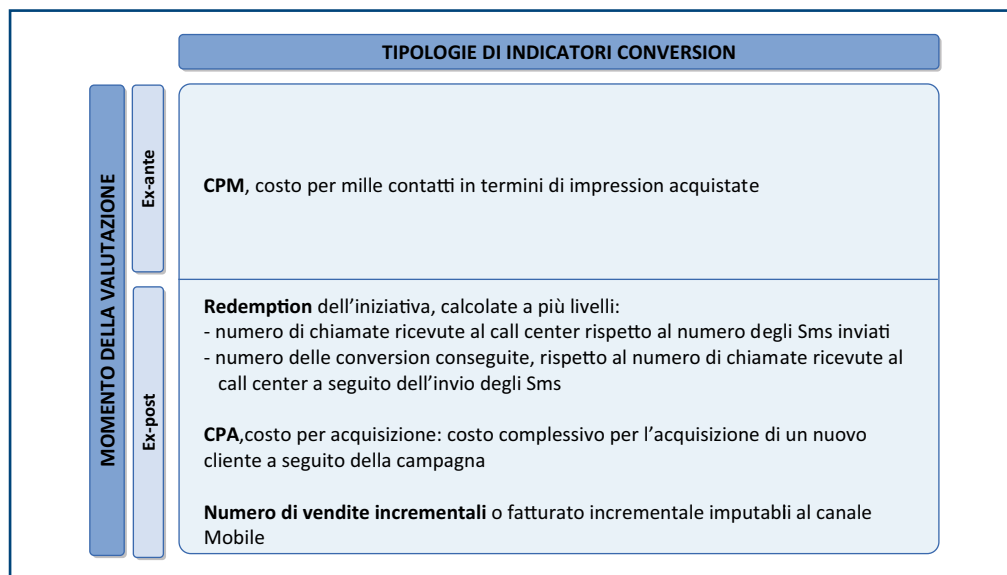 TIPOLOGIE DI INDICATORI CONVERSION
MOMENTO DELLA VALUTAZIONE
Ex-ante
CPM, costo per mille contatti in termini di impression acquistate
Ex-post
Redemption dell’iniziativa, calcolate a più livelli:
- numero di chiamate ricevute al call center rispetto al numero degli Sms inviati
- numero delle conversion conseguite, rispetto al numero di chiamate ricevute al
call center a seguito dell’invio degli Sms
CPA,costo per acquisizione: costo complessivo per l’acquisizione di un nuovo
cliente a seguito della campagna
Numero di vendite incrementali o fatturato incrementale imputabli al canale
Mobile